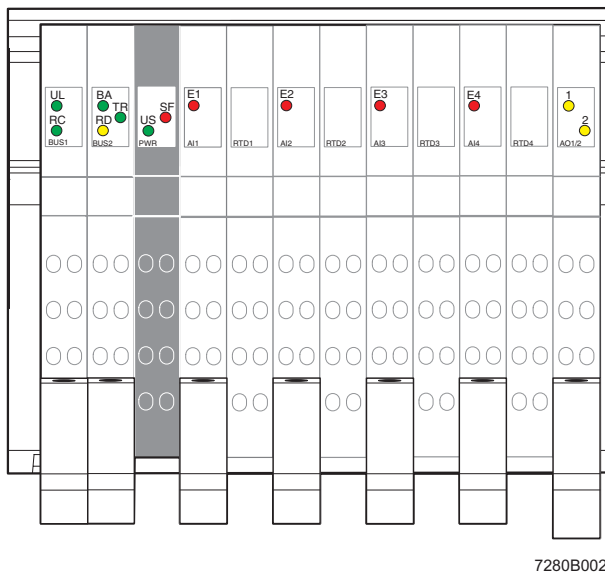 UL
RC
BUS1
BA
TR
RD
BUS2
SF
US
PWR
E1
AI1
RTD1
E2
AI2
RTD2
E3
AI3
RTD3
E4
AI4
RTD4
1
2
AO1/2
7280B002